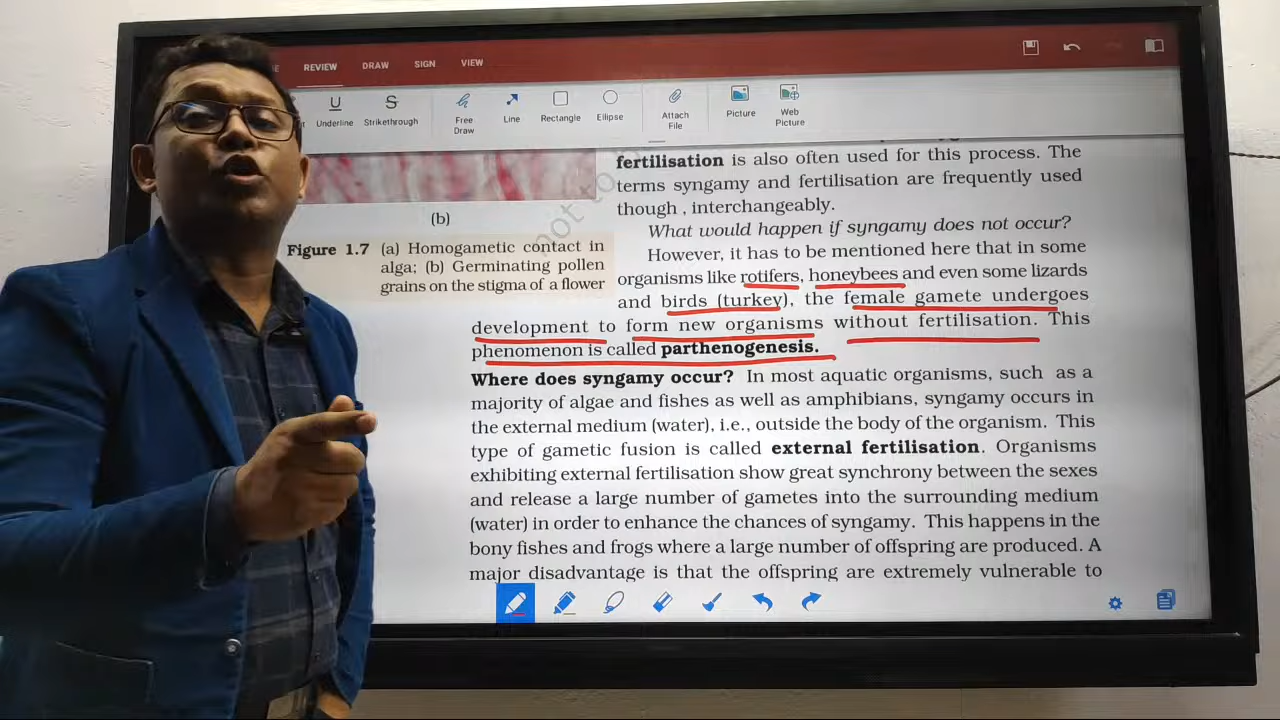 REVIEW DRAW SIGN VIEW
Underline Strikethrough Free Draw Line Rectangle Ellipse Attach File Picture Web Picture
fertilisation is also often used for this process. The
terms syngamy and fertilisation are frequently used
though , interchangeably.
What would happen if syngamy does not occur?
However, it has to be mentioned here that in some
organisms like rotifers, honeybees and even some lizards
and birds (turkey), the female gamete undergoes
development to form new organisms without fertilisation. This
phenomenon is called parthenogenesis.
(b)
Figure 1.7 (a) Homogametic contact in
alga; (b) Germinating pollen
grains on the stigma of a flower
Where does syngamy occur? In most aquatic organisms, such as a
majority of algae and fishes as well as amphibians, syngamy occurs in
the external medium (water), i.e., outside the body of the organism. This
type of gametic fusion is called external fertilisation. Organisms
exhibiting external fertilisation show great synchrony between the sexes
and release a large number of gametes into the surrounding medium
(water) in order to enhance the chances of syngamy. This happens in the
bony fishes and frogs where a large number of offspring are produced. A
major disadvantage is that the offspring are extremely vulnerable to
not to